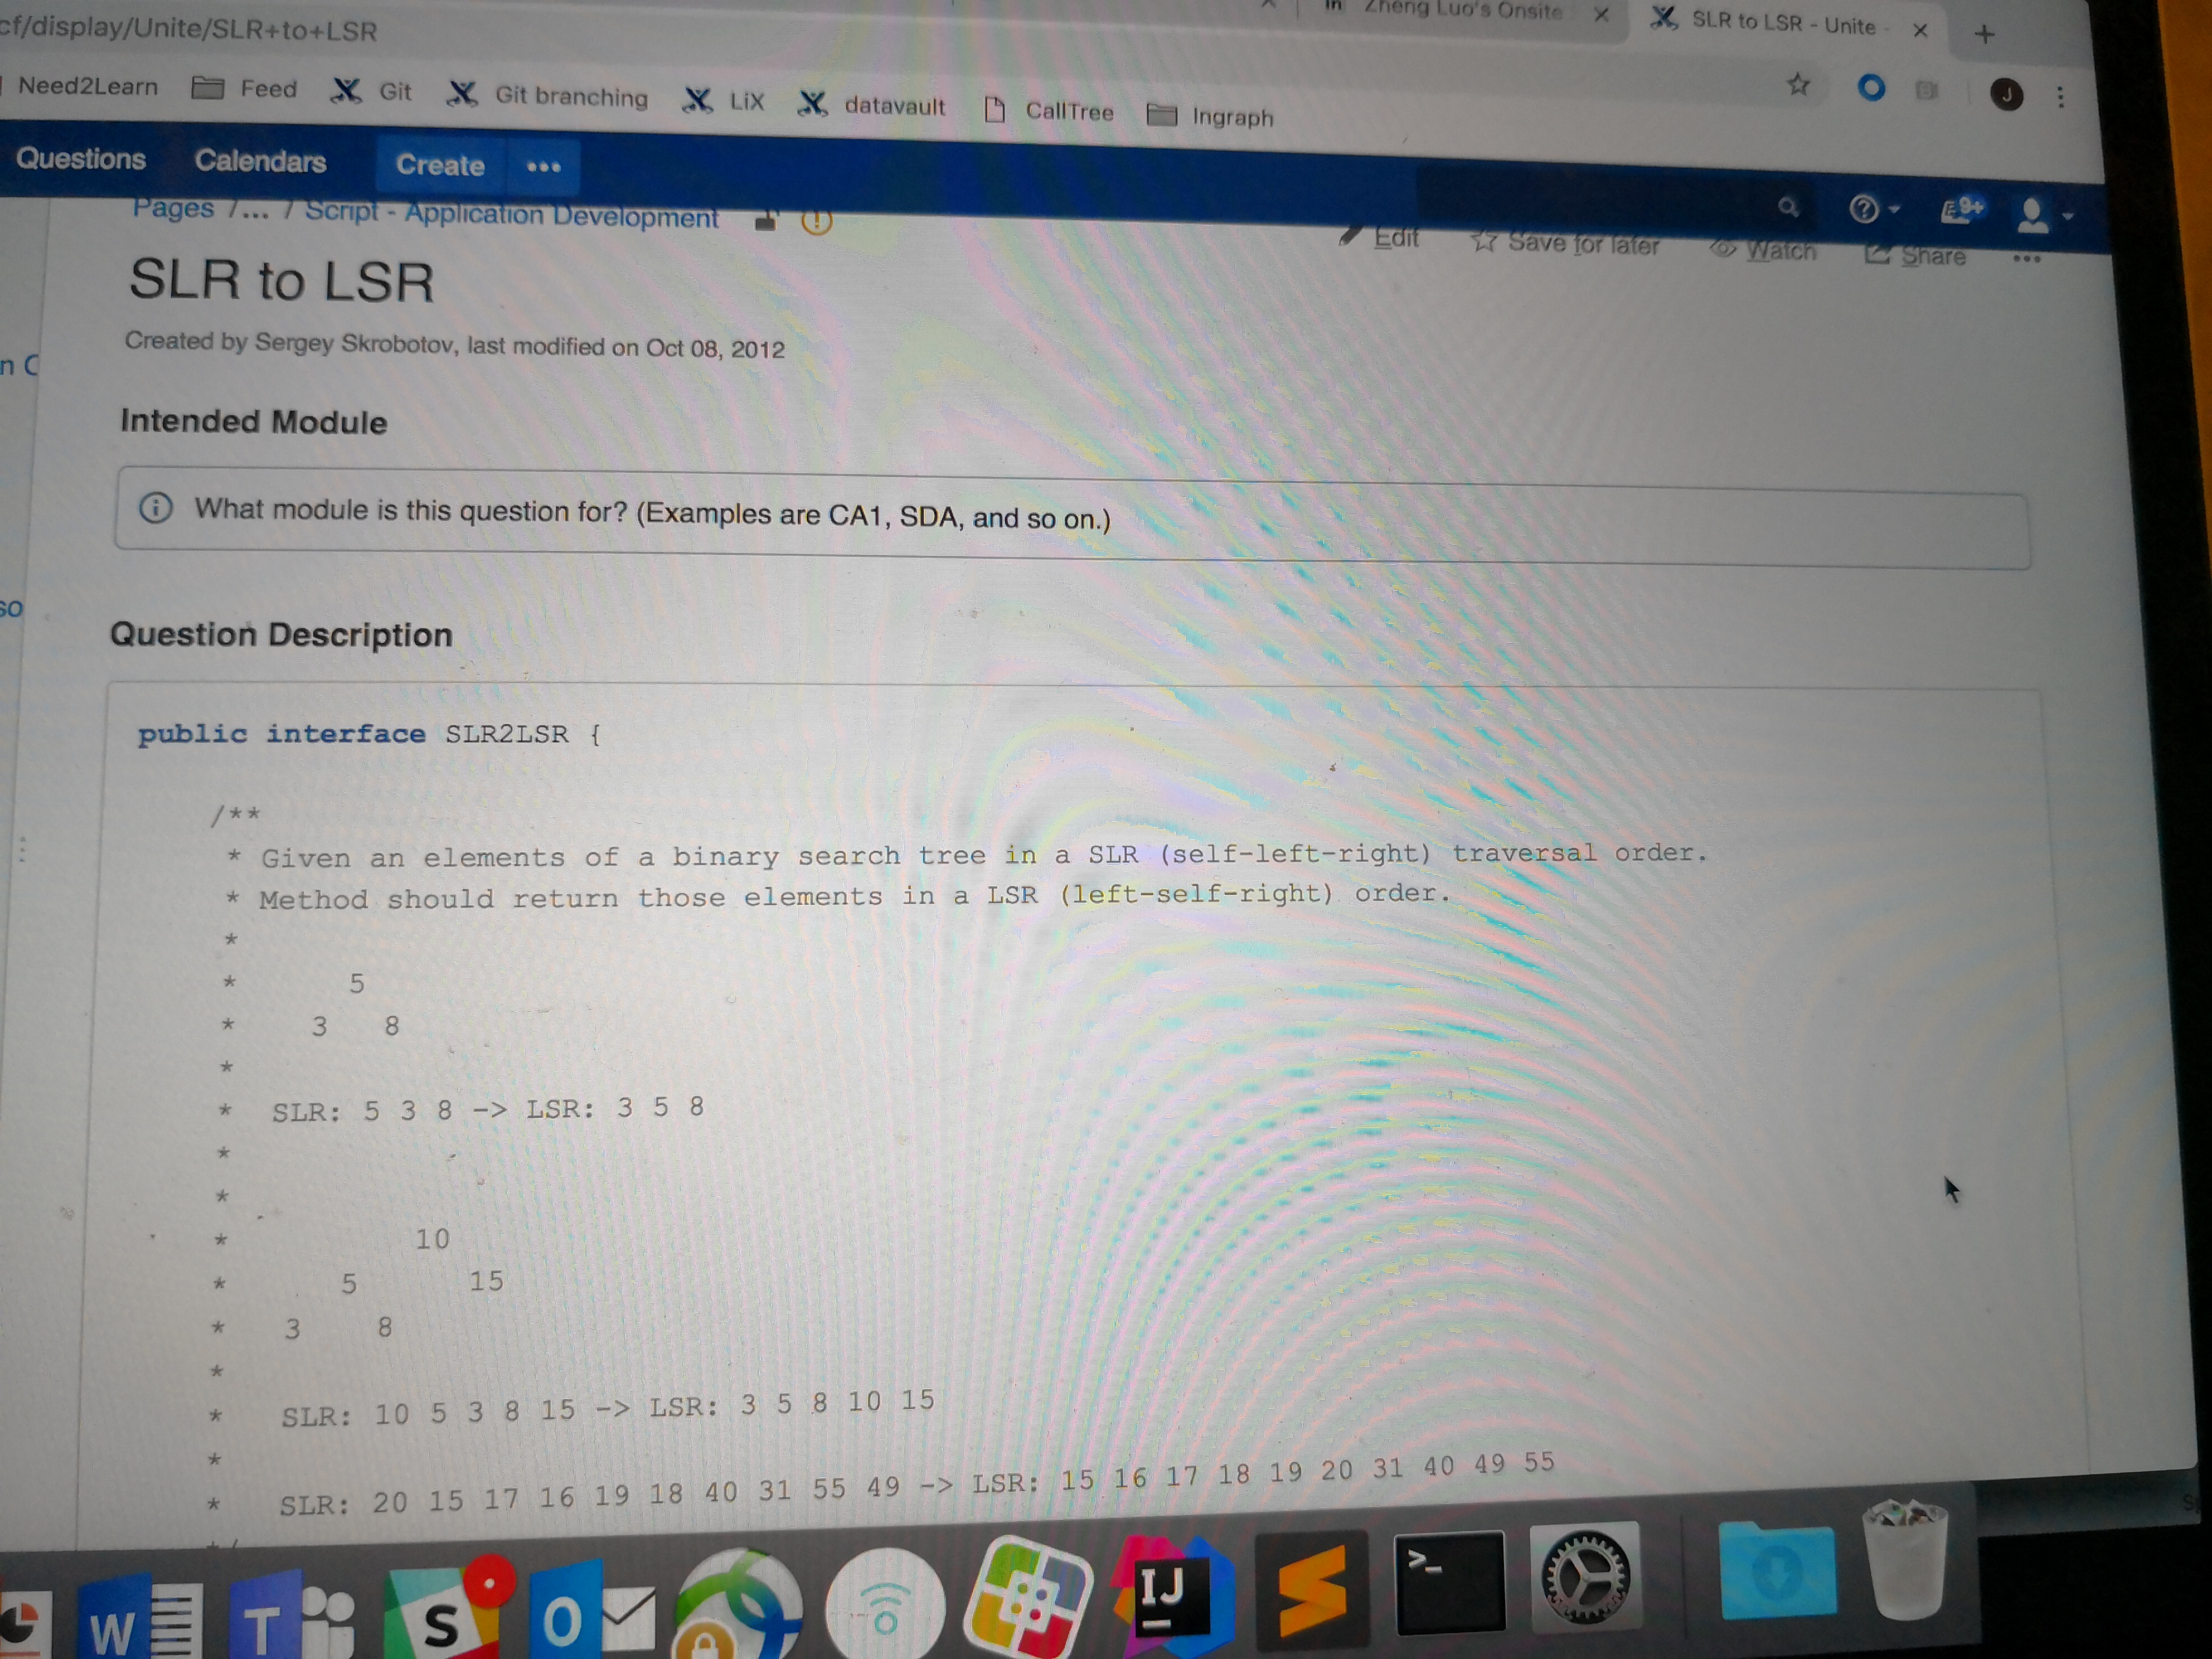 cf/display/Unite/SLR+to+LSR
Zheng Luo's Onsite
SLR to LSR - Unite -
Need2Learn Feed Git Git branching LiX datavault CallTree Ingraph
J
Questions Calendars Create •••
9+
Pages /... / Script - Application Development
Edit Save for later Watch Share •••
SLR to LSR
Created by Sergey Skrobotov, last modified on Oct 08, 2012
n C
Intended Module
What module is this question for? (Examples are CA1, SDA, and so on.)
so
Question Description
public interface SLR2LSR {
/**
* Given an elements of a binary search tree in a SLR (self-left-right) traversal order.
* Method should return those elements in a LSR (left-self-right) order.
*
* 5
* 3 8
*
* SLR: 5 3 8 -> LSR: 3 5 8
*
*
* 10
* 5 15
* 3 8
*
* SLR: 10 5 3 8 15 -> LSR: 3 5 8 10 15
*
* SLR: 20 15 17 16 19 18 40 31 55 49 -> LSR: 15 16 17 18 19 20 31 40 49 55
W T S O IJ >_